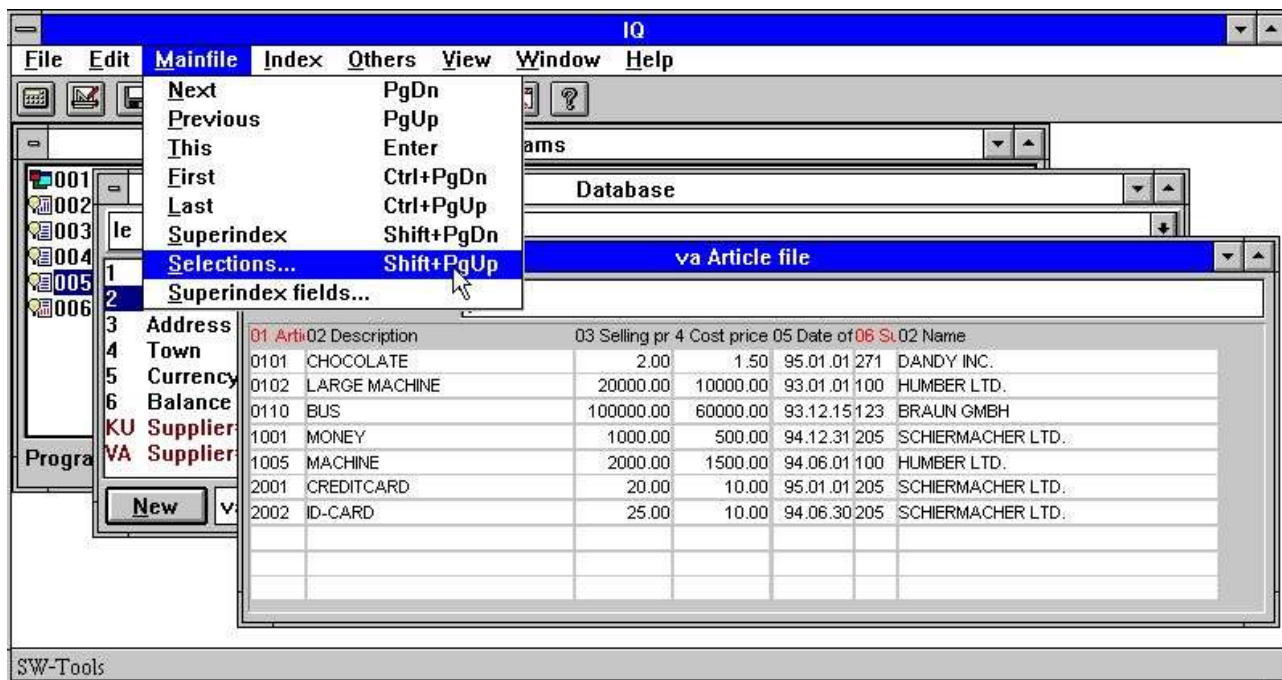 IQ
File Edit Mainfile Index Others View Window Help
Next PgDn
Previous PgUp
This Enter
First Ctrl+PgDn
Last Ctrl+PgUp
Superindex Shift+PgDn
Selections... Shift+PgUp
Superindex fields...
ams
001
002
003
004
005
006
Progra
Database
le
1
2
3 Address
4 Town
5 Currency
6 Balance
KU Supplier
VA Supplier
New va
va Article file
01 Arti 02 Description 03 Selling pr 4 Cost price 05 Date of 06 Su 02 Name
0101 CHOCOLATE 2.00 1.50 95.01.01 271 DANDY INC.
0102 LARGE MACHINE 20000.00 10000.00 93.01.01 100 HUMBER LTD.
0110 BUS 100000.00 60000.00 93.12.15 123 BRAUN GMBH
1001 MONEY 1000.00 500.00 94.12.31 205 SCHIERMACHER LTD.
1005 MACHINE 2000.00 1500.00 94.06.01 100 HUMBER LTD.
2001 CREDITCARD 20.00 10.00 95.01.01 205 SCHIERMACHER LTD.
2002 ID-CARD 25.00 10.00 94.06.30 205 SCHIERMACHER LTD.
SW-Tools